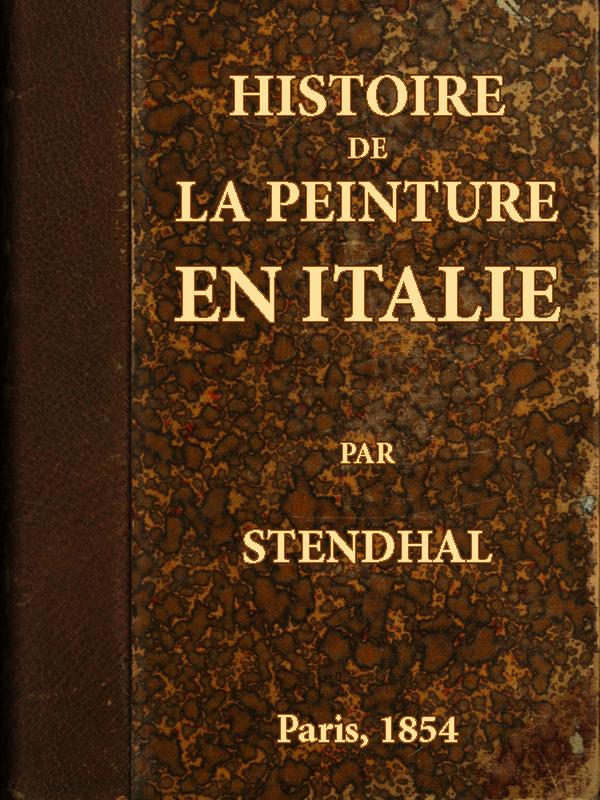 HISTOIRE
DE
LA PEINTURE
EN ITALIE
PAR
STENDHAL
Paris, 1854